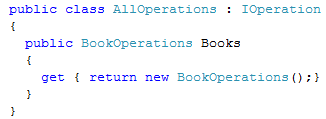 public class AllOperations : IOperation
{
  public BookOperations Books
  {
    get { return new BookOperations();}
  }
}